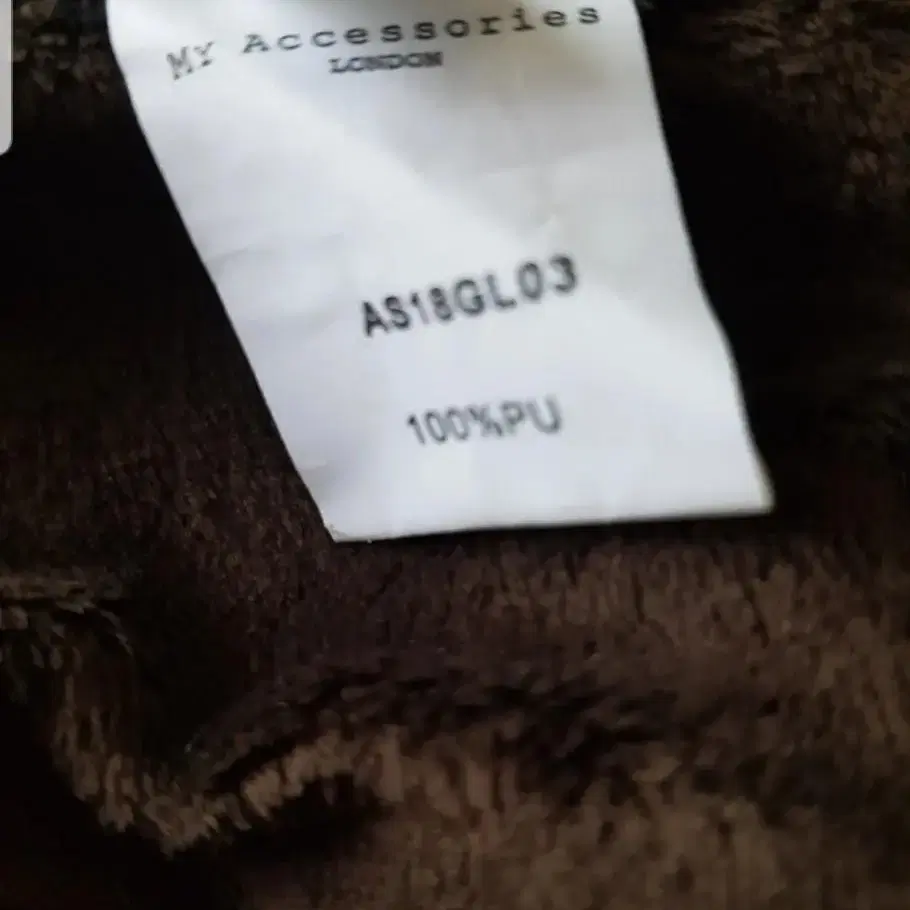 MY Accessories
LONDON
AS18GL03
100%PU